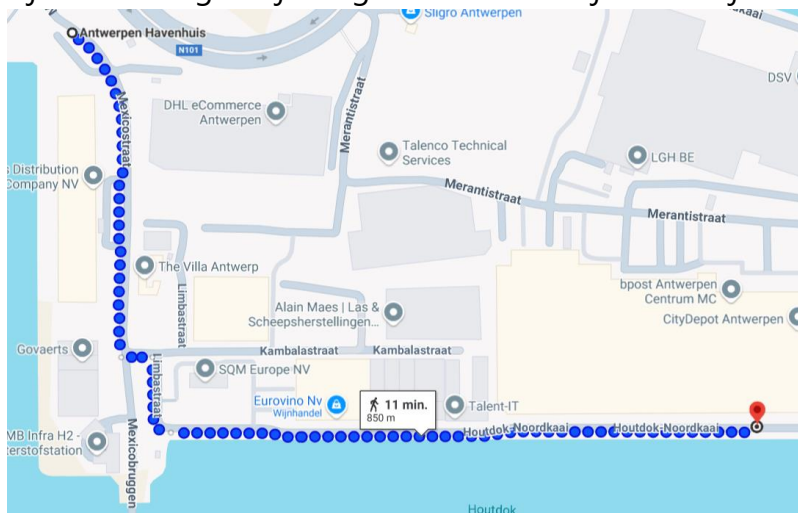 Sligro Antwerpen
Antwerpen Havenhuis
N101
DSV
DHL eCommerce
Antwerpen
Mexicostraat
Merantistraat
Talenco Technical
Services
LGH BE
s Distribution
Company NV
Merantistraat
Merantistraat
The Villa Antwerp
Limbastraat
bpost Antwerpen
Centrum MC
Alain Maes | Las &
Scheepsherstellingen...
CityDepot Antwerpen
Govaerts
Kambalastraat
Kambalastraat
Limbastraat
SQM Europe NV
Eurovino Nv
Wijnhandel
11 min.
850 m
Talent-IT
Mexicobruggen
MB Infra H2 -
terstofstation
Houtdok-Noordkaai
Houtdok-Noordkaai
Houtdok